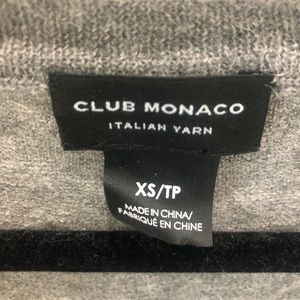 CLUB MONACO
ITALIAN YARN
XS/TP
MADE IN CHINA/
FABRIQUÉ EN CHINE